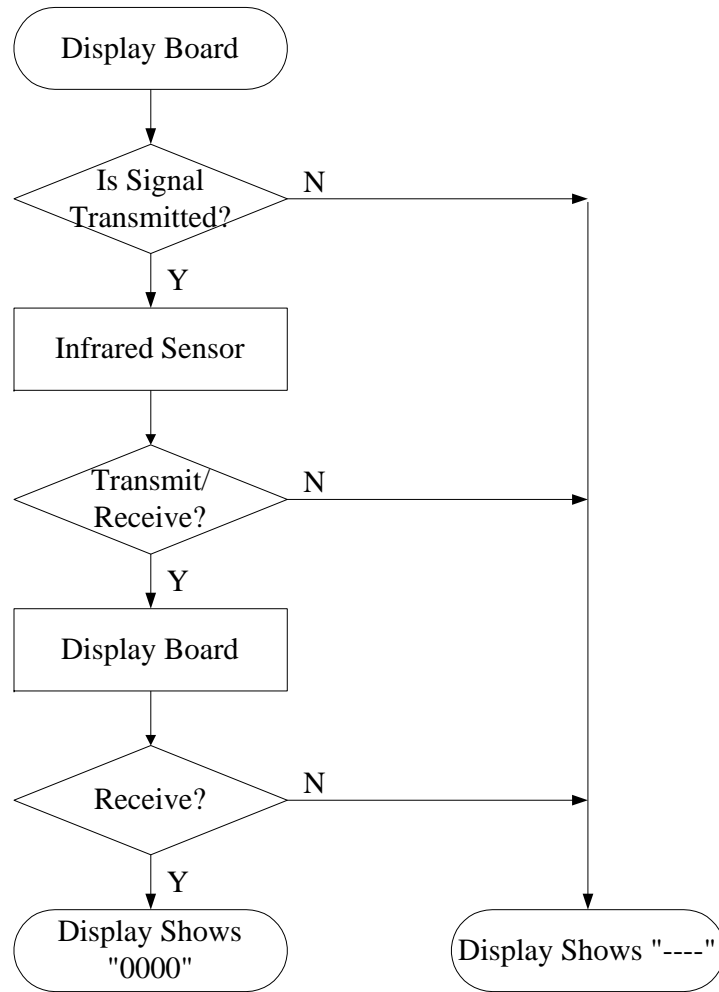 Display Board
Is Signal
Transmitted?
N
Y
Infrared Sensor
Transmit/
Receive?
N
Y
Display Board
Receive?
N
Y
Display Shows
"0000"
Display Shows "----"